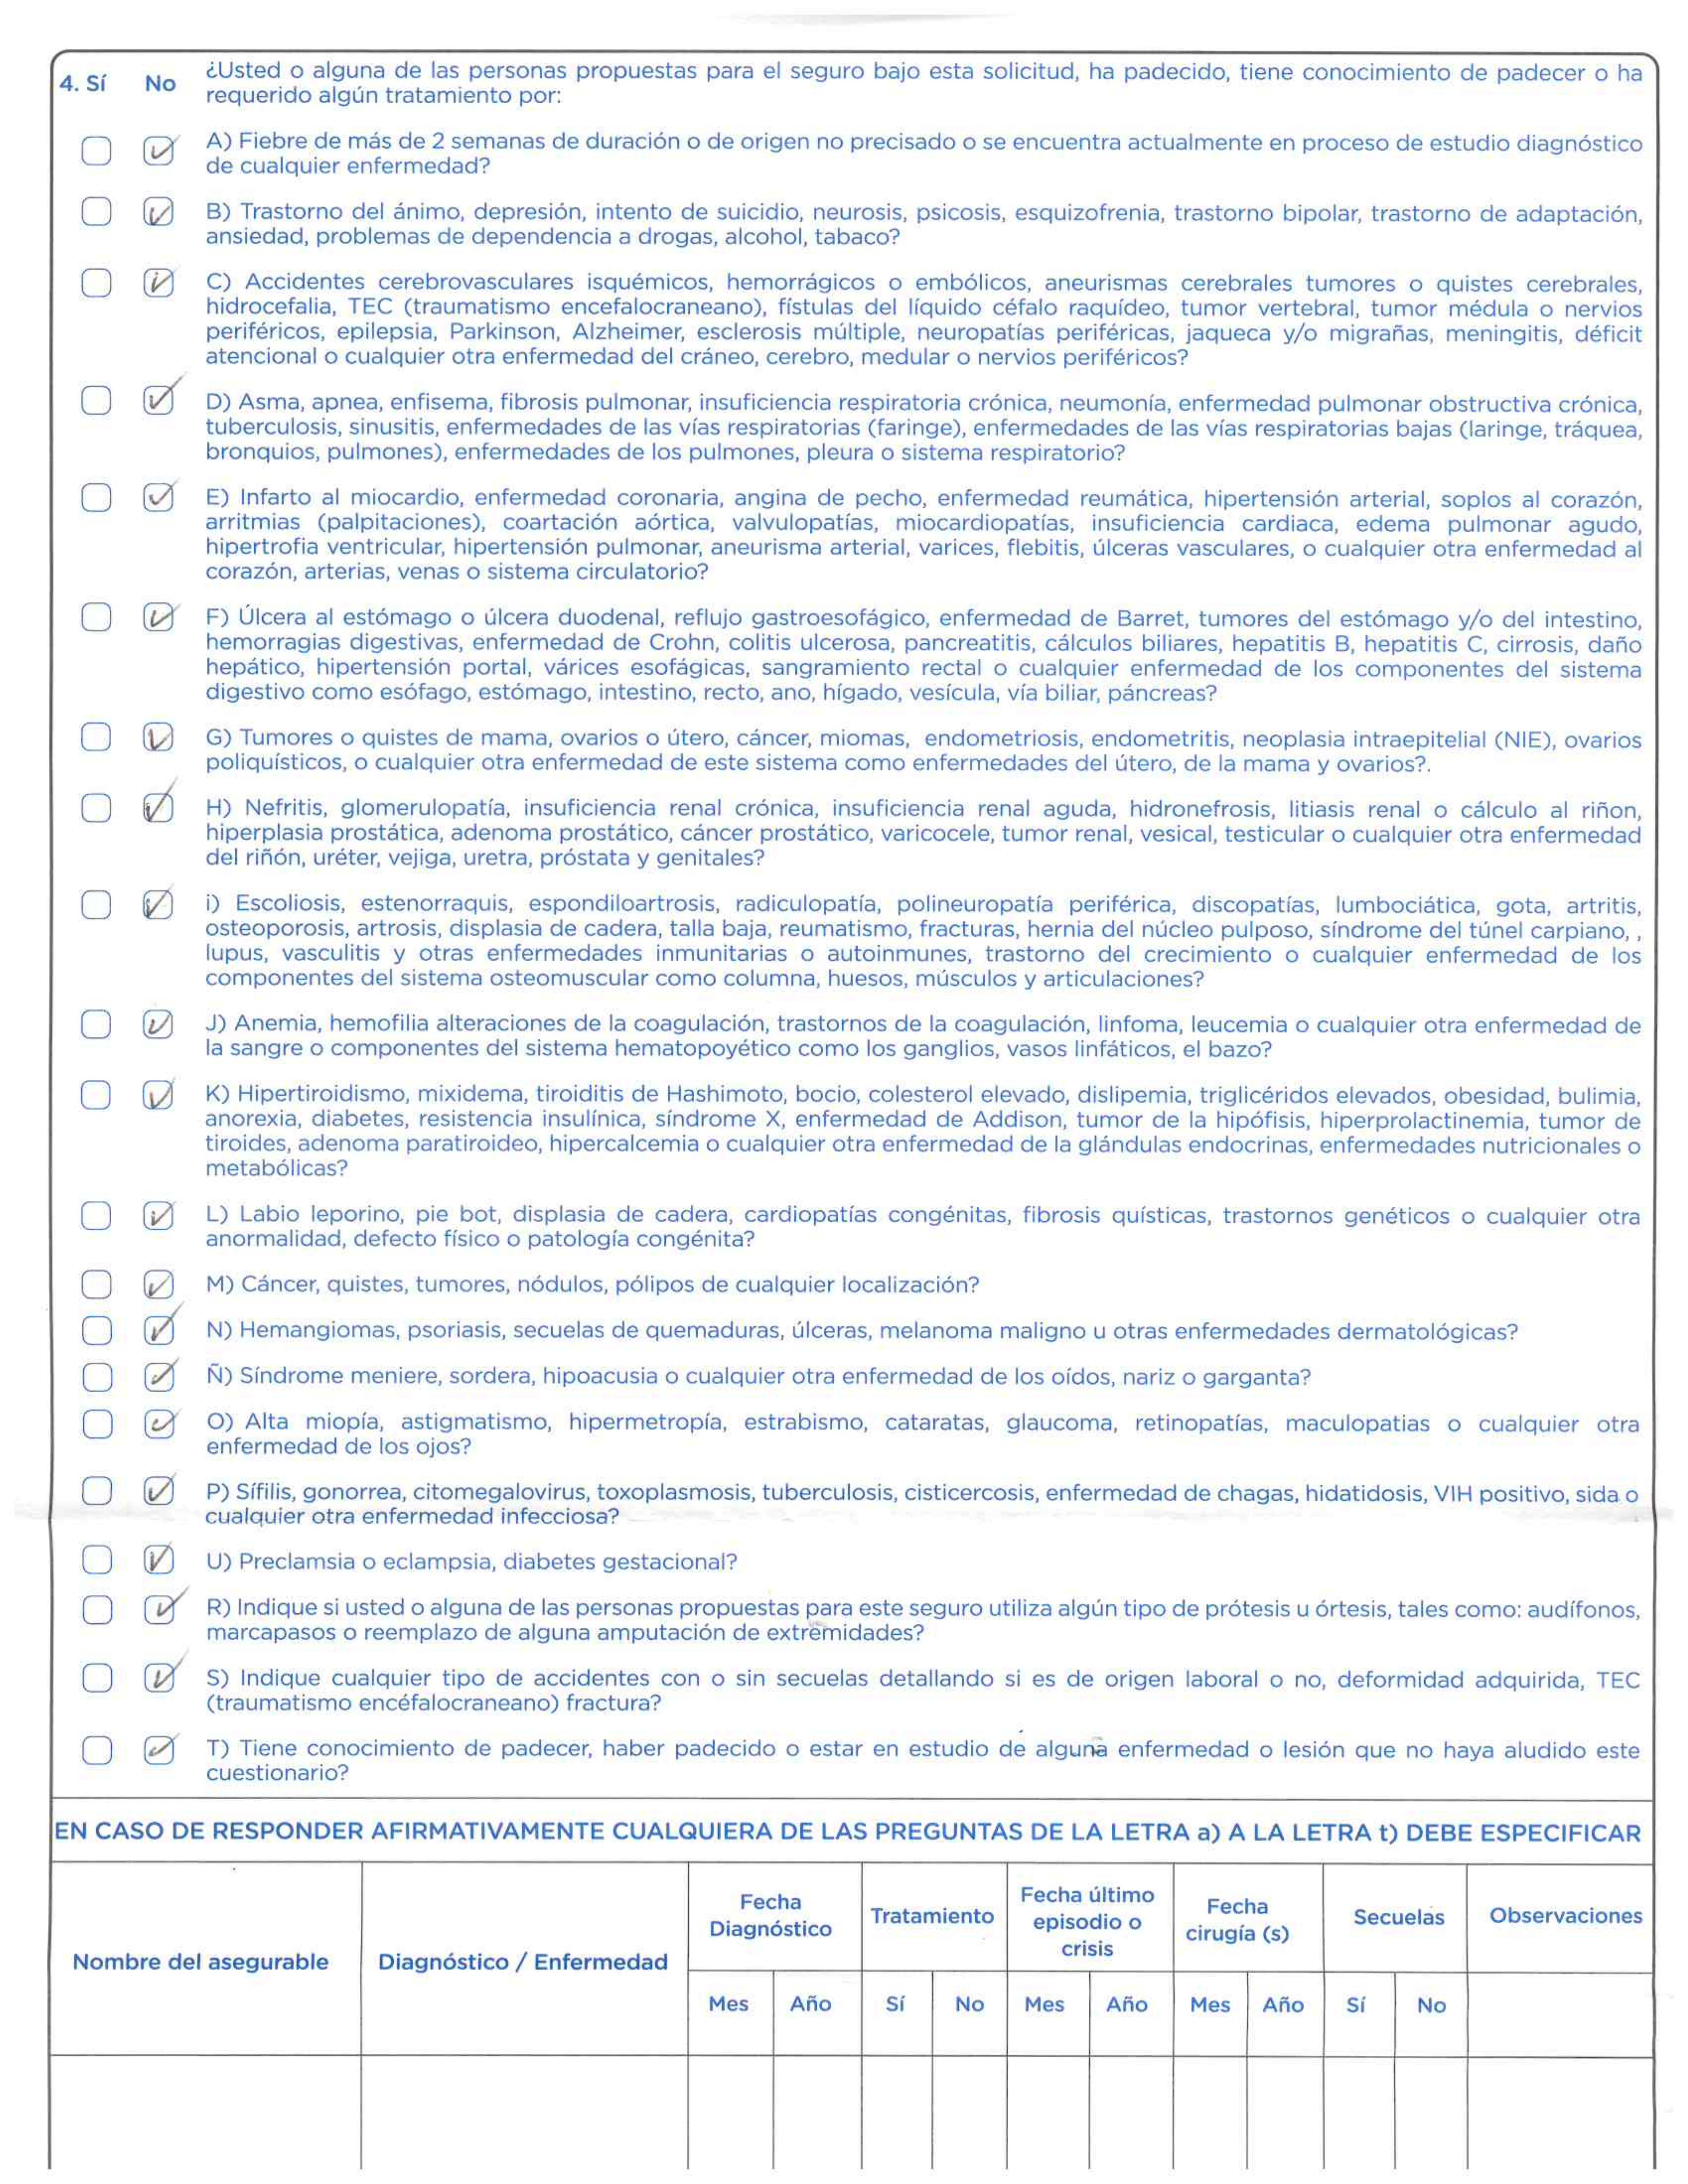 4. Sí No ¿Usted o alguna de las personas propuestas para el seguro bajo esta solicitud, ha padecido, tiene conocimiento de padecer o ha
requerido algún tratamiento por:
A) Fiebre de más de 2 semanas de duración o de origen no precisado o se encuentra actualmente en proceso de estudio diagnóstico
de cualquier enfermedad?
B) Trastorno del ánimo, depresión, intento de suicidio, neurosis, psicosis, esquizofrenia, trastorno bipolar, trastorno de adaptación,
ansiedad, problemas de dependencia a drogas, alcohol, tabaco?
C) Accidentes cerebrovasculares isquémicos, hemorrágicos o embólicos, aneurismas cerebrales tumores o quistes cerebrales,
hidrocefalia, TEC (traumatismo encefalocraneano), fístulas del líquido céfalo raquídeo, tumor vertebral, tumor médula o nervios
periféricos, epilepsia, Parkinson, Alzheimer, esclerosis múltiple, neuropatías periféricas, jaqueca y/o migrañas, meningitis, déficit
atencional o cualquier otra enfermedad del cráneo, cerebro, medular o nervios periféricos?
D) Asma, apnea, enfisema, fibrosis pulmonar, insuficiencia respiratoria crónica, neumonía, enfermedad pulmonar obstructiva crónica,
tuberculosis, sinusitis, enfermedades de las vías respiratorias (faringe), enfermedades de las vías respiratorias bajas (laringe, tráquea,
bronquios, pulmones), enfermedades de los pulmones, pleura o sistema respiratorio?
E) Infarto al miocardio, enfermedad coronaria, angina de pecho, enfermedad reumática, hipertensión arterial, soplos al corazón,
arritmias (palpitaciones), coartación aórtica, valvulopatías, miocardiopatías, insuficiencia cardiaca, edema pulmonar agudo,
hipertrofia ventricular, hipertensión pulmonar, aneurisma arterial, varices, flebitis, úlceras vasculares, o cualquier otra enfermedad al
corazón, arterias, venas o sistema circulatorio?
F) Úlcera al estómago o úlcera duodenal, reflujo gastroesofágico, enfermedad de Barret, tumores del estómago y/o del intestino,
hemorragias digestivas, enfermedad de Crohn, colitis ulcerosa, pancreatitis, cálculos biliares, hepatitis B, hepatitis C, cirrosis, daño
hepático, hipertensión portal, várices esofágicas, sangramiento rectal o cualquier enfermedad de los componentes del sistema
digestivo como esófago, estómago, intestino, recto, ano, hígado, vesícula, vía biliar, páncreas?
G) Tumores o quistes de mama, ovarios o útero, cáncer, miomas, endometriosis, endometritis, neoplasia intraepitelial (NIE), ovarios
poliquísticos, o cualquier otra enfermedad de este sistema como enfermedades del útero, de la mama y ovarios?.
H) Nefritis, glomerulopatía, insuficiencia renal crónica, insuficiencia renal aguda, hidronefrosis, litiasis renal o cálculo al riñon,
hiperplasia prostática, adenoma prostático, cáncer prostático, varicocele, tumor renal, vesical, testicular o cualquier otra enfermedad
del riñón, uréter, vejiga, uretra, próstata y genitales?
i) Escoliosis, estenorraquis, espondiloartrosis, radiculopatía, polineuropatía periférica, discopatías, lumbociática, gota, artritis,
osteoporosis, artrosis, displasia de cadera, talla baja, reumatismo, fracturas, hernia del núcleo pulposo, síndrome del túnel carpiano, ,
lupus, vasculitis y otras enfermedades inmunitarias o autoinmunes, trastorno del crecimiento o cualquier enfermedad de los
componentes del sistema osteomuscular como columna, huesos, músculos y articulaciones?
J) Anemia, hemofilia alteraciones de la coagulación, trastornos de la coagulación, linfoma, leucemia o cualquier otra enfermedad de
la sangre o componentes del sistema hematopoyético como los ganglios, vasos linfáticos, el bazo?
K) Hipertiroidismo, mixidema, tiroiditis de Hashimoto, bocio, colesterol elevado, dislipemia, triglicéridos elevados, obesidad, bulimia,
anorexia, diabetes, resistencia insulínica, síndrome X, enfermedad de Addison, tumor de la hipófisis, hiperprolactinemia, tumor de
tiroides, adenoma paratiroideo, hipercalcemia o cualquier otra enfermedad de la glándulas endocrinas, enfermedades nutricionales o
metabólicas?
L) Labio leporino, pie bot, displasia de cadera, cardiopatías congénitas, fibrosis quísticas, trastornos genéticos o cualquier otra
anormalidad, defecto físico o patología congénita?
M) Cáncer, quistes, tumores, nódulos, pólipos de cualquier localización?
N) Hemangiomas, psoriasis, secuelas de quemaduras, úlceras, melanoma maligno u otras enfermedades dermatológicas?
Ñ) Síndrome meniere, sordera, hipoacusia o cualquier otra enfermedad de los oídos, nariz o garganta?
O) Alta miopía, astigmatismo, hipermetropía, estrabismo, cataratas, glaucoma, retinopatías, maculopatias o cualquier otra
enfermedad de los ojos?
P) Sífilis, gonorrea, citomegalovirus, toxoplasmosis, tuberculosis, cisticercosis, enfermedad de chagas, hidatidosis, VIH positivo, sida o
cualquier otra enfermedad infecciosa?
U) Preclamsia o eclampsia, diabetes gestacional?
R) Indique si usted o alguna de las personas propuestas para este seguro utiliza algún tipo de prótesis u órtesis, tales como: audífonos,
marcapasos o reemplazo de alguna amputación de extremidades?
S) Indique cualquier tipo de accidentes con o sin secuelas detallando si es de origen laboral o no, deformidad adquirida, TEC
(traumatismo encéfalocraneano) fractura?
T) Tiene conocimiento de padecer, haber padecido o estar en estudio de alguna enfermedad o lesión que no haya aludido este
cuestionario?
EN CASO DE RESPONDER AFIRMATIVAMENTE CUALQUIERA DE LAS PREGUNTAS DE LA LETRA a) A LA LETRA t) DEBE ESPECIFICAR
Nombre del asegurable
Diagnóstico / Enfermedad
Fecha
Diagnóstico
Tratamiento
Fecha último
episodio o
crisis
Fecha
cirugía (s)
Secuelas
Observaciones
Mes Año Sí No Mes Año Mes Año Sí No